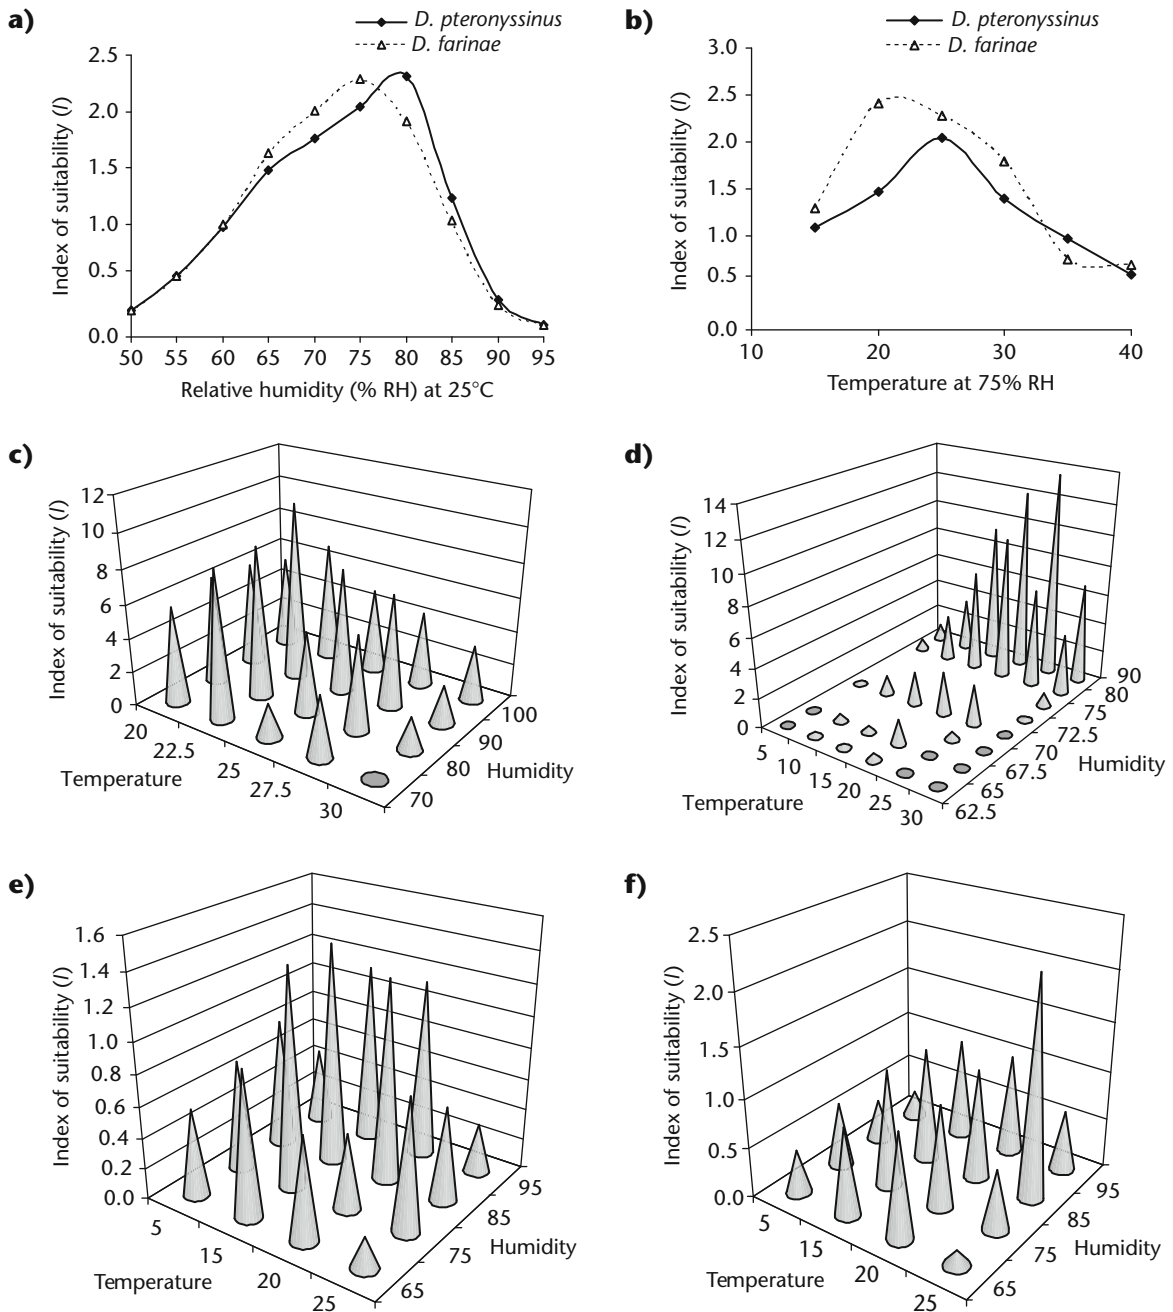 a)
D. pteronyssinus
D. farinae
2.5
2.0
1.5
1.0
0.5
0.0
Index of suitability (I)
50 55 60 65 70 75 80 85 90 95
Relative humidity (% RH) at 25°C
b)
D. pteronyssinus
D. farinae
3.0
2.5
2.0
1.5
1.0
0.5
0.0
Index of suitability (I)
10 20 30 40
Temperature at 75% RH
c)
12
10
8
6
4
2
0
Index of suitability (I)
20
22.5
25
27.5
30
Temperature
100
90
80
70
Humidity
d)
14
12
10
8
6
4
2
0
Index of suitability (I)
5
10
15
20
25
30
Temperature
90
80
75
72.5
70
67.5
65
62.5
Humidity
e)
1.6
1.4
1.2
1.0
0.8
0.6
0.4
0.2
0.0
Index of suitability (I)
5
15
20
25
Temperature
95
85
75
65
Humidity
f)
2.5
2.0
1.5
1.0
0.5
0.0
Index of suitability (I)
5
15
20
25
Temperature
95
85
75
65
Humidity